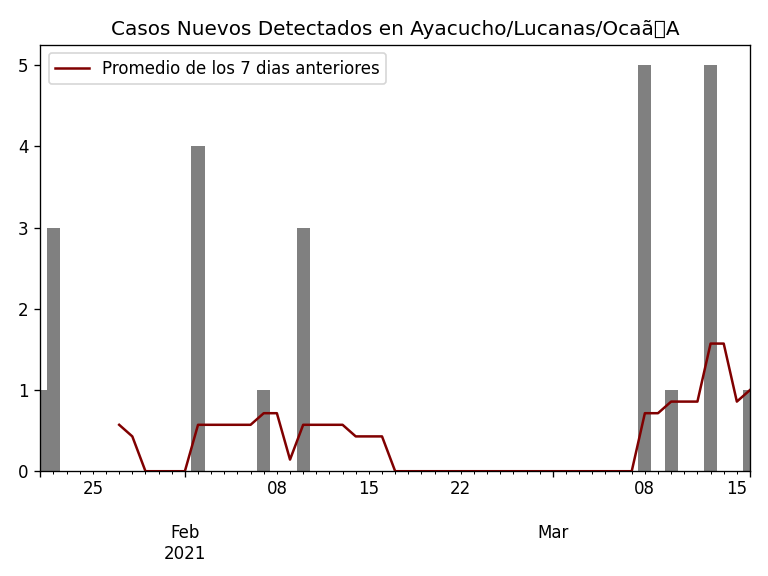 Casos Nuevos Detectados en Ayacucho/Lucanas/Ocaã▯A
Promedio de los 7 dias anteriores
5
4
3
2
1
0
25 08 15 22 08 15
Feb Mar
2021